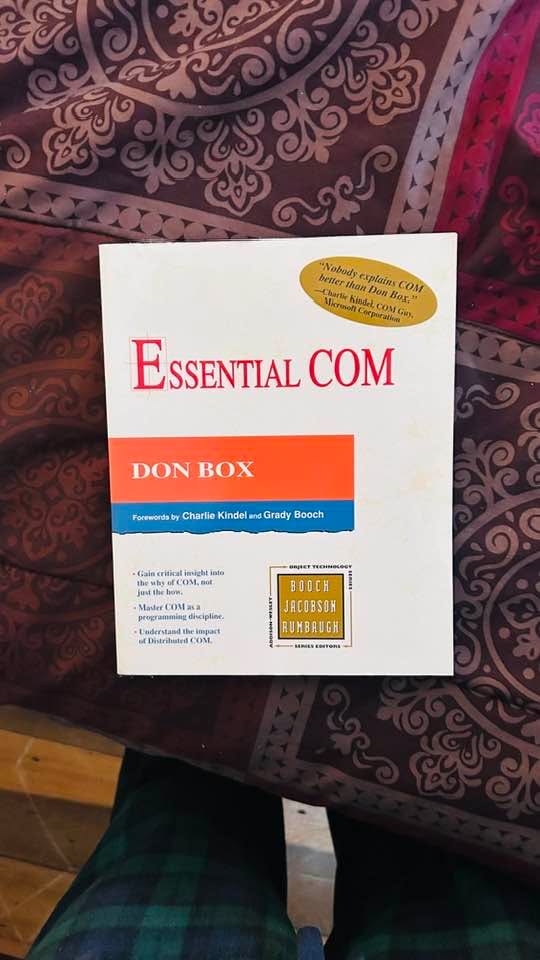 "Nobody explains COM
better than Don Box."
—Charlie Kindel, COM Guy,
Microsoft Corporation
ESSENTIAL COM
DON BOX
Forewords by Charlie Kindel and Grady Booch
· Gain critical insight into
the why of COM, not
just the how.
· Master COM as a
programming discipline.
· Understand the impact
of Distributed COM.
OBJECT TECHNOLOGY
SERIES
ADDISON-WESLEY
BOOCH
JACOBSON
RUMBAUGH
SERIES EDITORS